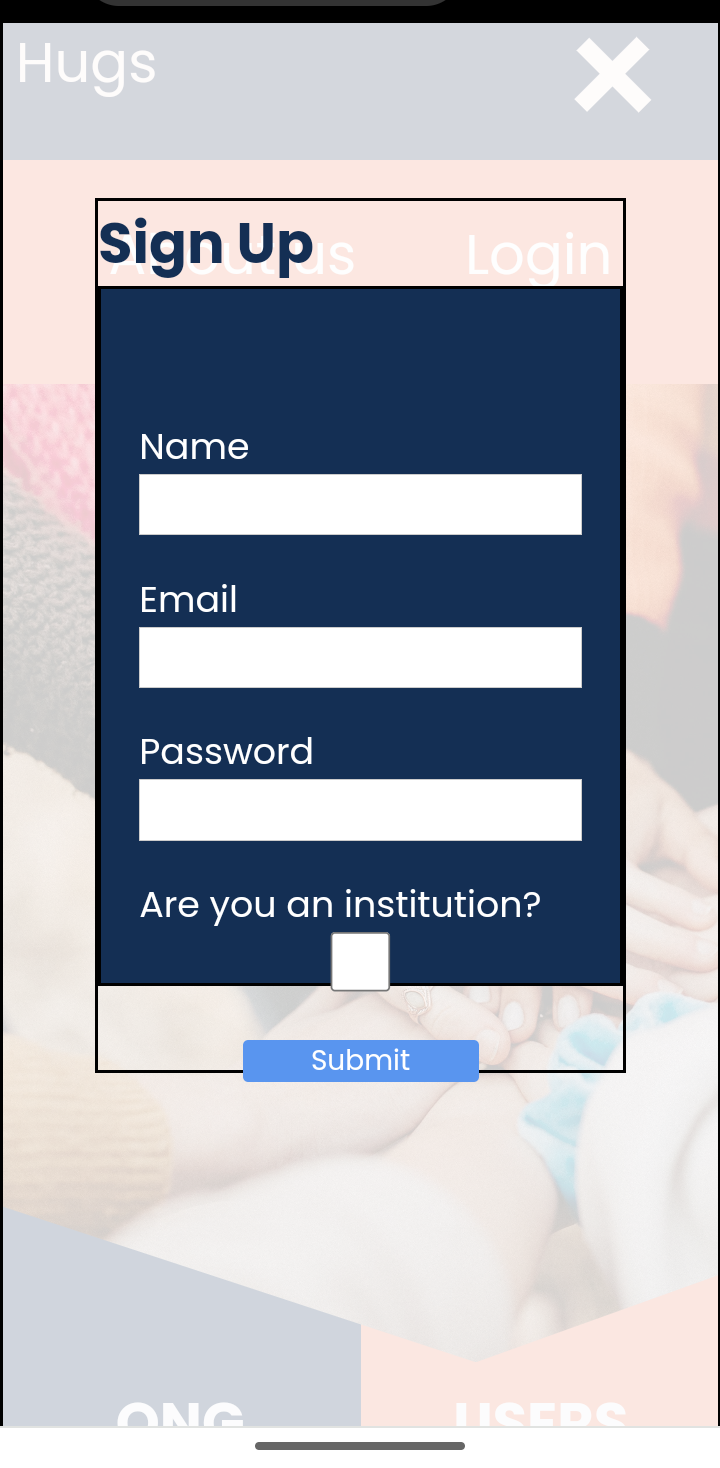 Hugs
Sign Up
About us Login
Name
Email
Password
Are you an institution?
Submit
ONG USERS